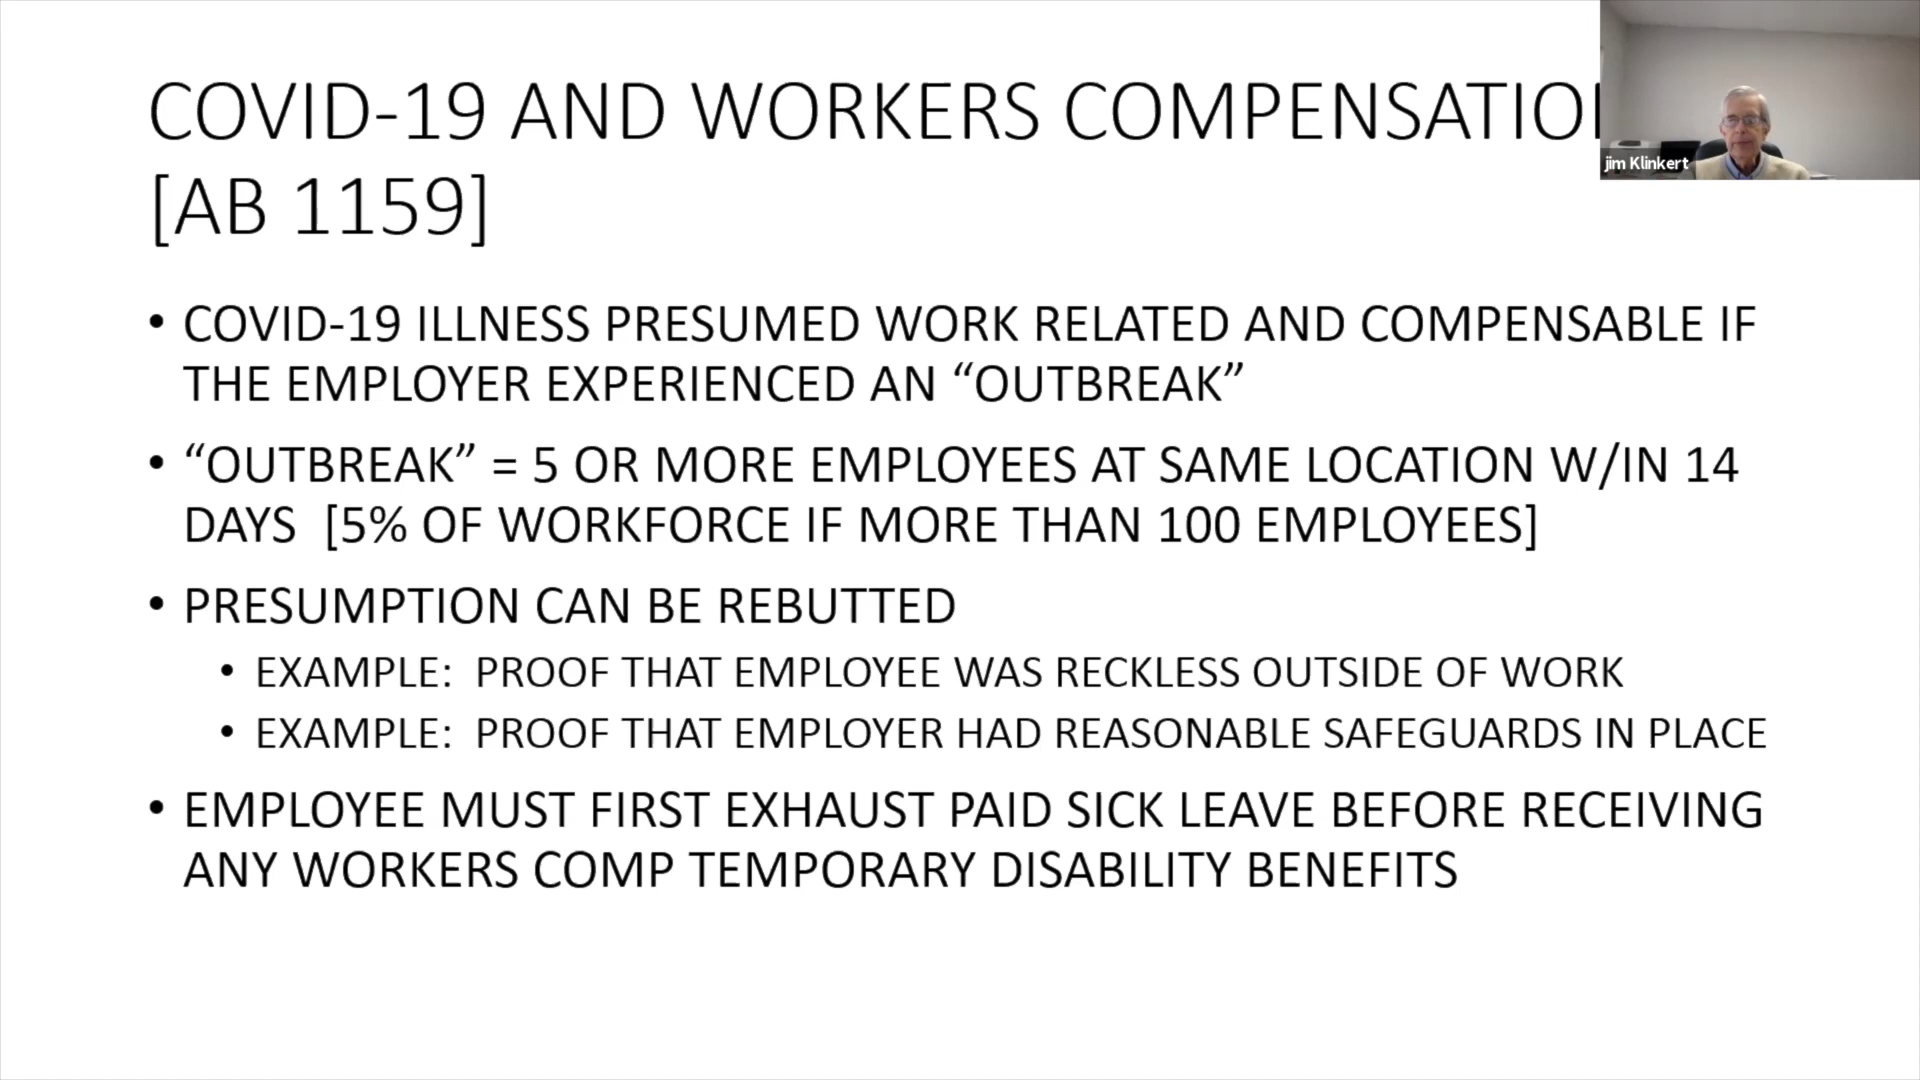 COVID-19 AND WORKERS COMPENSATIO
[AB 1159]
jim Klinkert
• COVID-19 ILLNESS PRESUMED WORK RELATED AND COMPENSABLE IF
THE EMPLOYER EXPERIENCED AN “OUTBREAK”
• “OUTBREAK” = 5 OR MORE EMPLOYEES AT SAME LOCATION W/IN 14
DAYS [5% OF WORKFORCE IF MORE THAN 100 EMPLOYEES]
• PRESUMPTION CAN BE REBUTTED
• EXAMPLE: PROOF THAT EMPLOYEE WAS RECKLESS OUTSIDE OF WORK
• EXAMPLE: PROOF THAT EMPLOYER HAD REASONABLE SAFEGUARDS IN PLACE
• EMPLOYEE MUST FIRST EXHAUST PAID SICK LEAVE BEFORE RECEIVING
ANY WORKERS COMP TEMPORARY DISABILITY BENEFITS